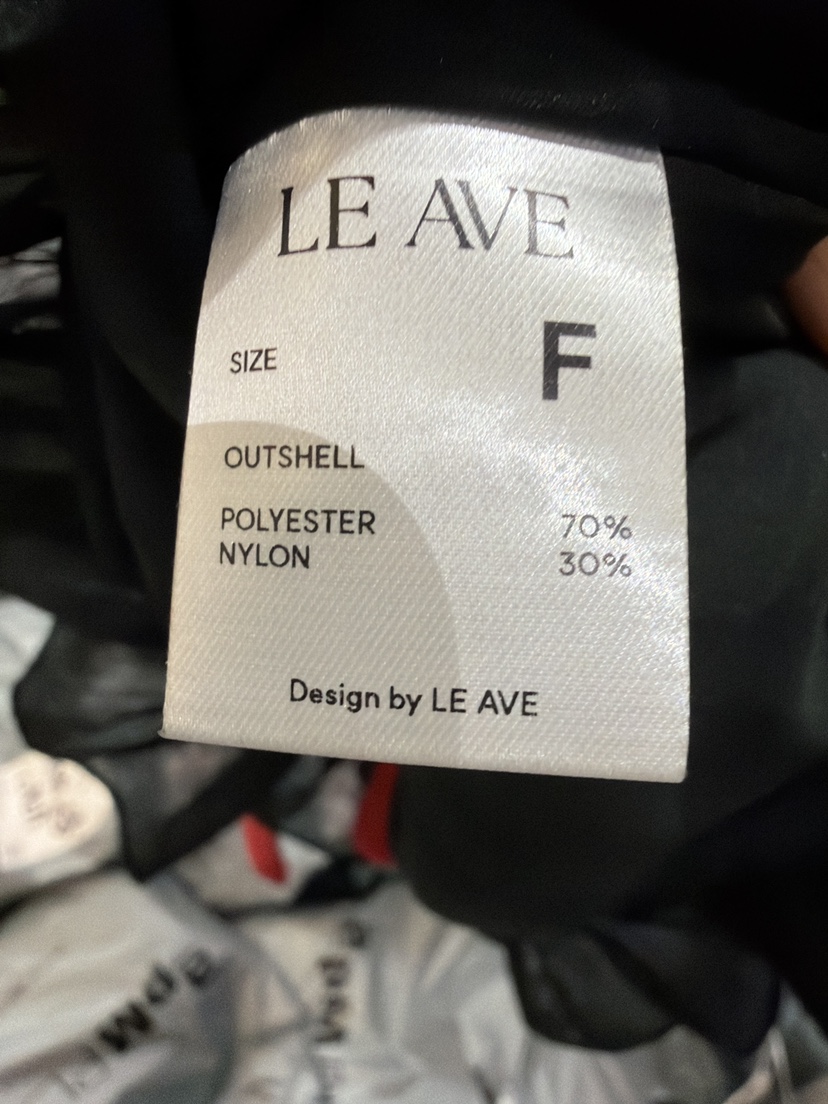 LE AVE
SIZE F
OUTSHELL
POLYESTER 70%
NYLON 30%
Design by LE AVE